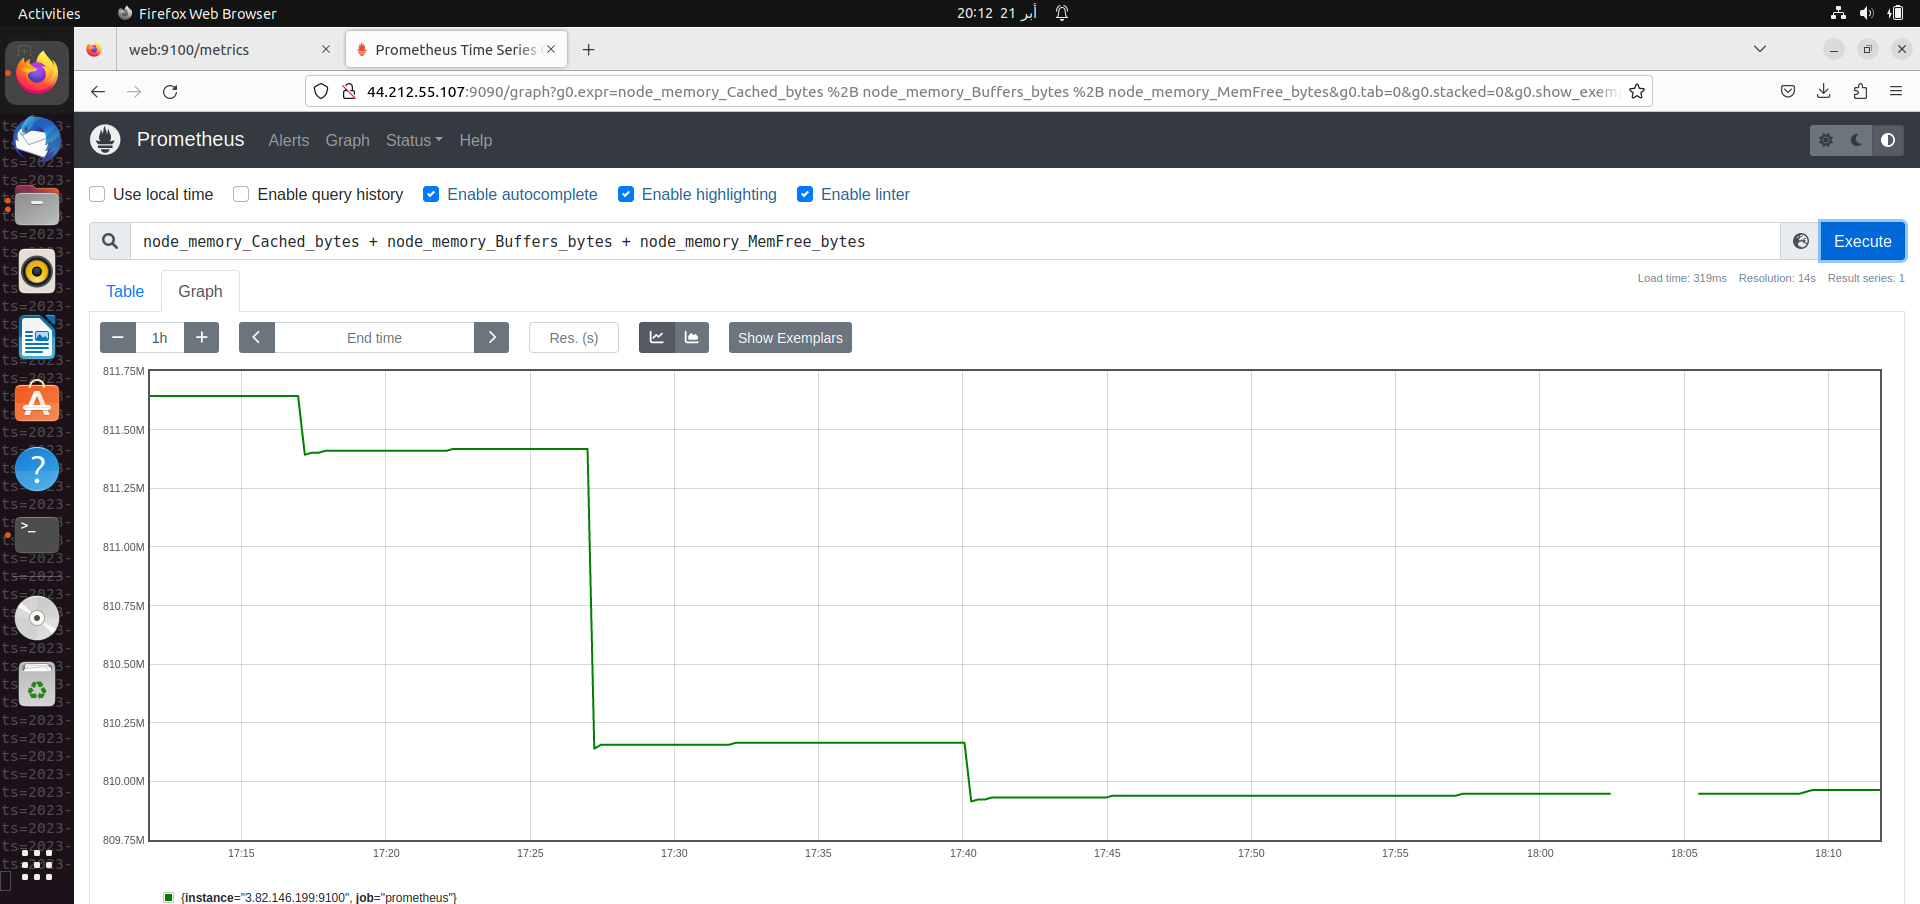 Activities
Firefox Web Browser
20:12 21 أبر
web:9100/metrics
Prometheus Time Series
44.212.55.107:9090/graph?g0.expr=node_memory_Cached_bytes %2B node_memory_Buffers_bytes %2B node_memory_MemFree_bytes&g0.tab=0&g0.stacked=0&g0.show_exem
Prometheus
Alerts
Graph
Status
Help
Use local time
Enable query history
Enable autocomplete
Enable highlighting
Enable linter
node_memory_Cached_bytes + node_memory_Buffers_bytes + node_memory_MemFree_bytes
Execute
Load time: 319ms
Resolution: 14s
Result series: 1
Table
Graph
1h
End time
Res. (s)
Show Exemplars
811.75M
811.50M
811.25M
811.00M
810.75M
810.50M
810.25M
810.00M
809.75M
17:15
17:20
17:25
17:30
17:35
17:40
17:45
17:50
17:55
18:00
18:05
18:10
{instance="3.82.146.199:9100", job="prometheus"}